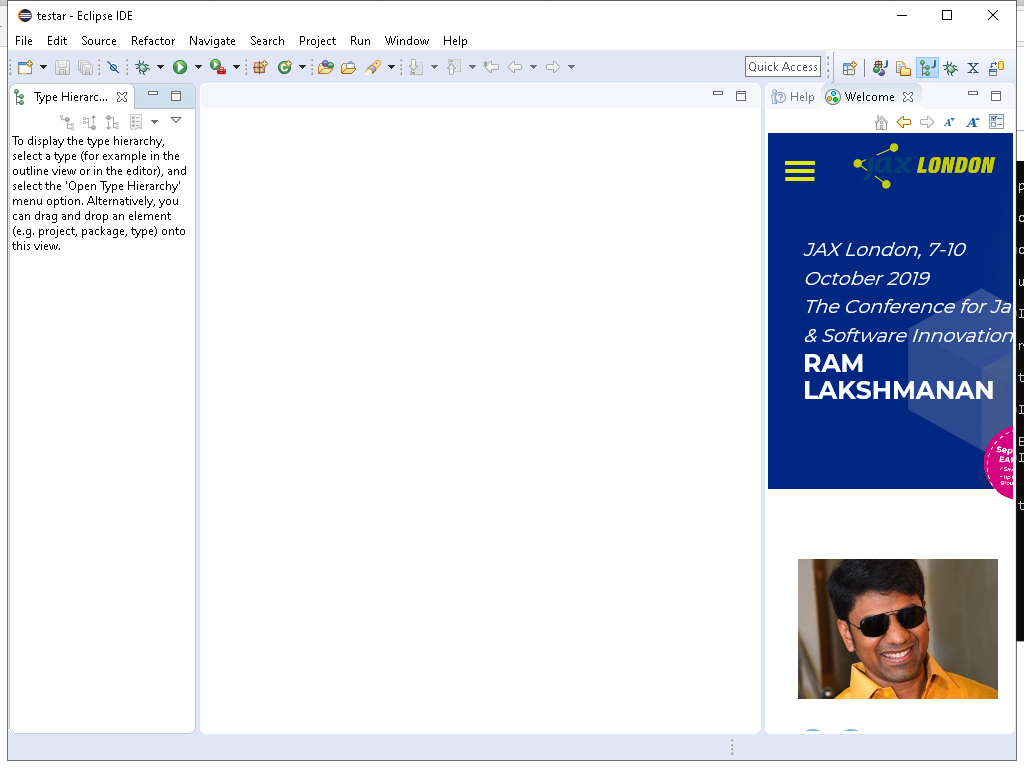 testar - Eclipse IDE
File Edit Source Refactor Navigate Search Project Run Window Help
Quick Access
Type Hierarc...
Help
Welcome
To display the type hierarchy,
select a type (for example in the
outline view or in the editor), and
select the 'Open Type Hierarchy'
menu option. Alternatively, you
can drag and drop an element
(e.g. project, package, type) onto
this view.
jax LONDON
JAX London, 7-10
October 2019
The Conference for Ja
& Software Innovation
RAM
LAKSHMANAN
Sep
EA